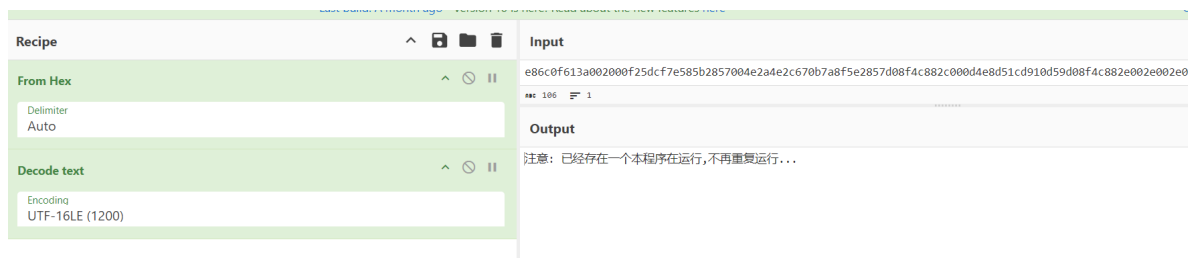 Recipe
From Hex
Delimiter
Auto
Decode text
Encoding
UTF-16LE (1200)
Input
e86c0f613a002000f25dcf7e585b2857004e2a4e2c670b7a8f5e2857d08f4c882c000d4e8d51cd910d59d08f4c882e002e002e0
ʀʙᴄ 106 1
Output
注意: 已经存在一个本程序在运行,不再重复运行...